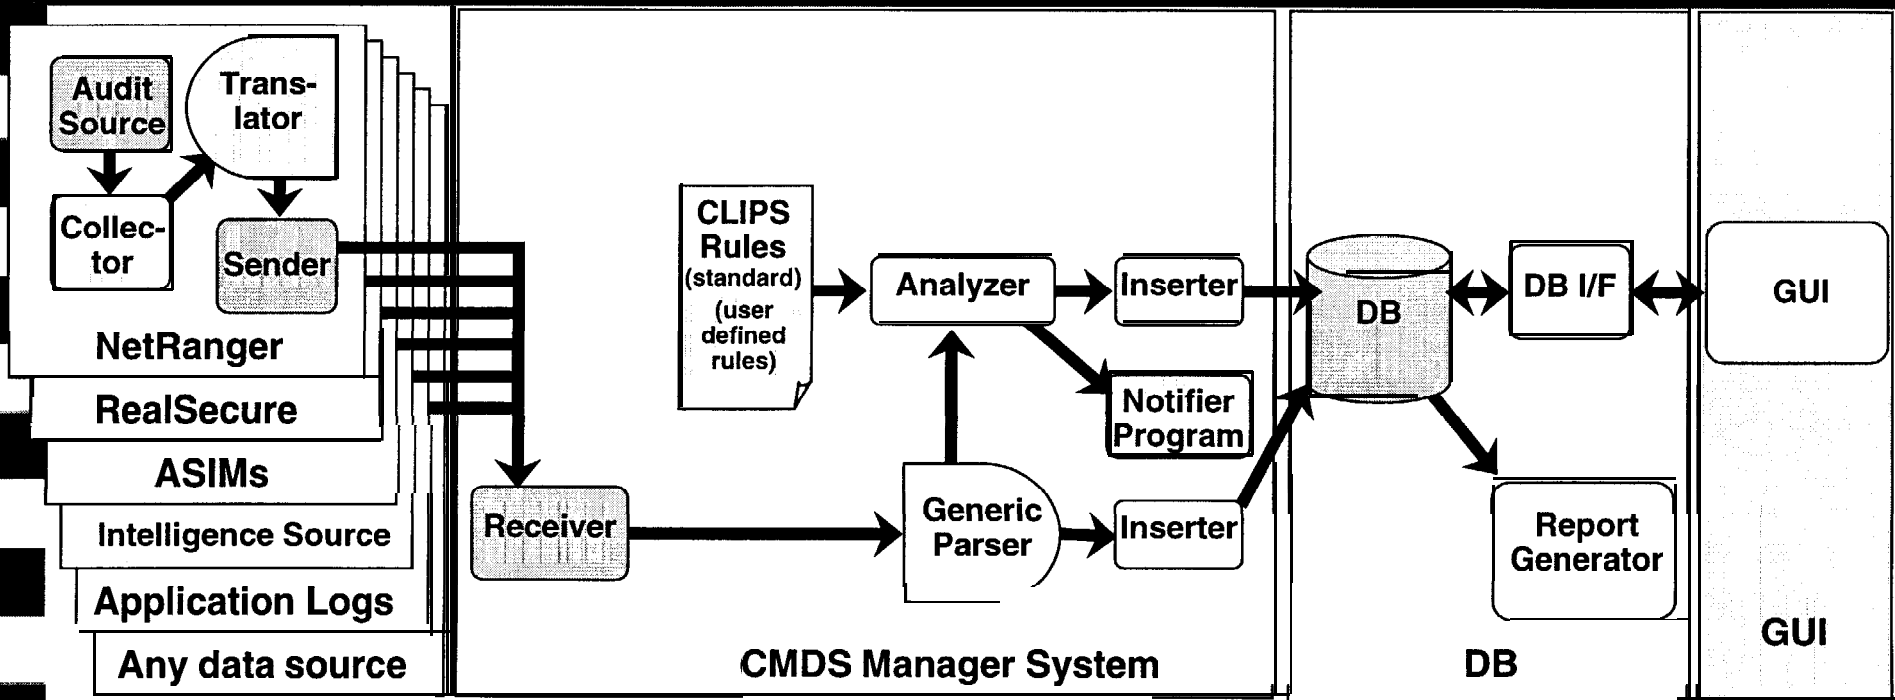 Audit
Source
Trans-
lator
Collec-
tor
Sender
NetRanger
RealSecure
ASIMs
Intelligence Source
Application Logs
Any data source
CLIPS
Rules
(standard)
(user
defined
rules)
Analyzer
Inserter
Notifier
Program
Receiver
Generic
Parser
Inserter
CMDS Manager System
DB
DB I/F
Report
Generator
DB
GUI
GUI